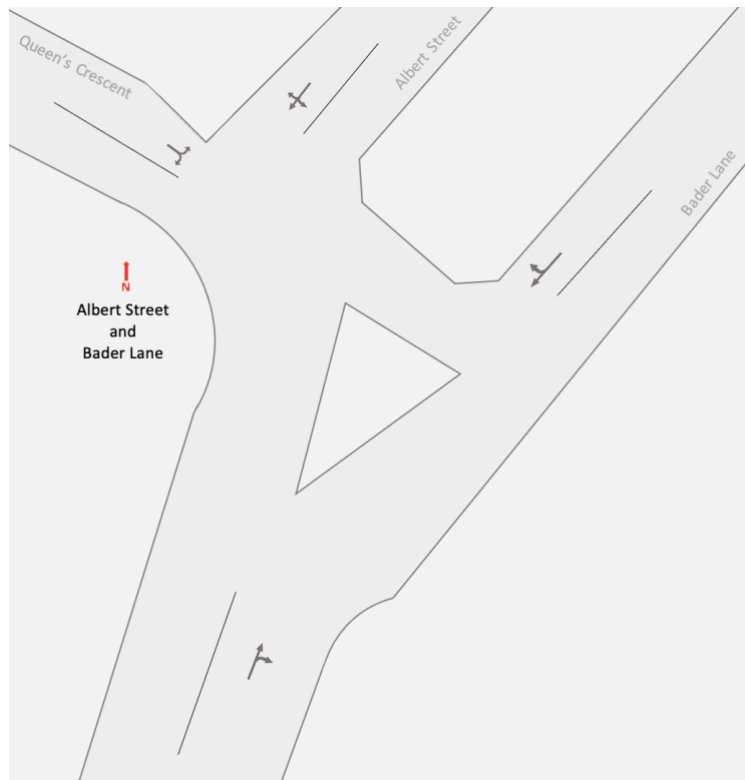 Queen's Crescent
Albert Street
Bader Lane
N
Albert Street
and
Bader Lane